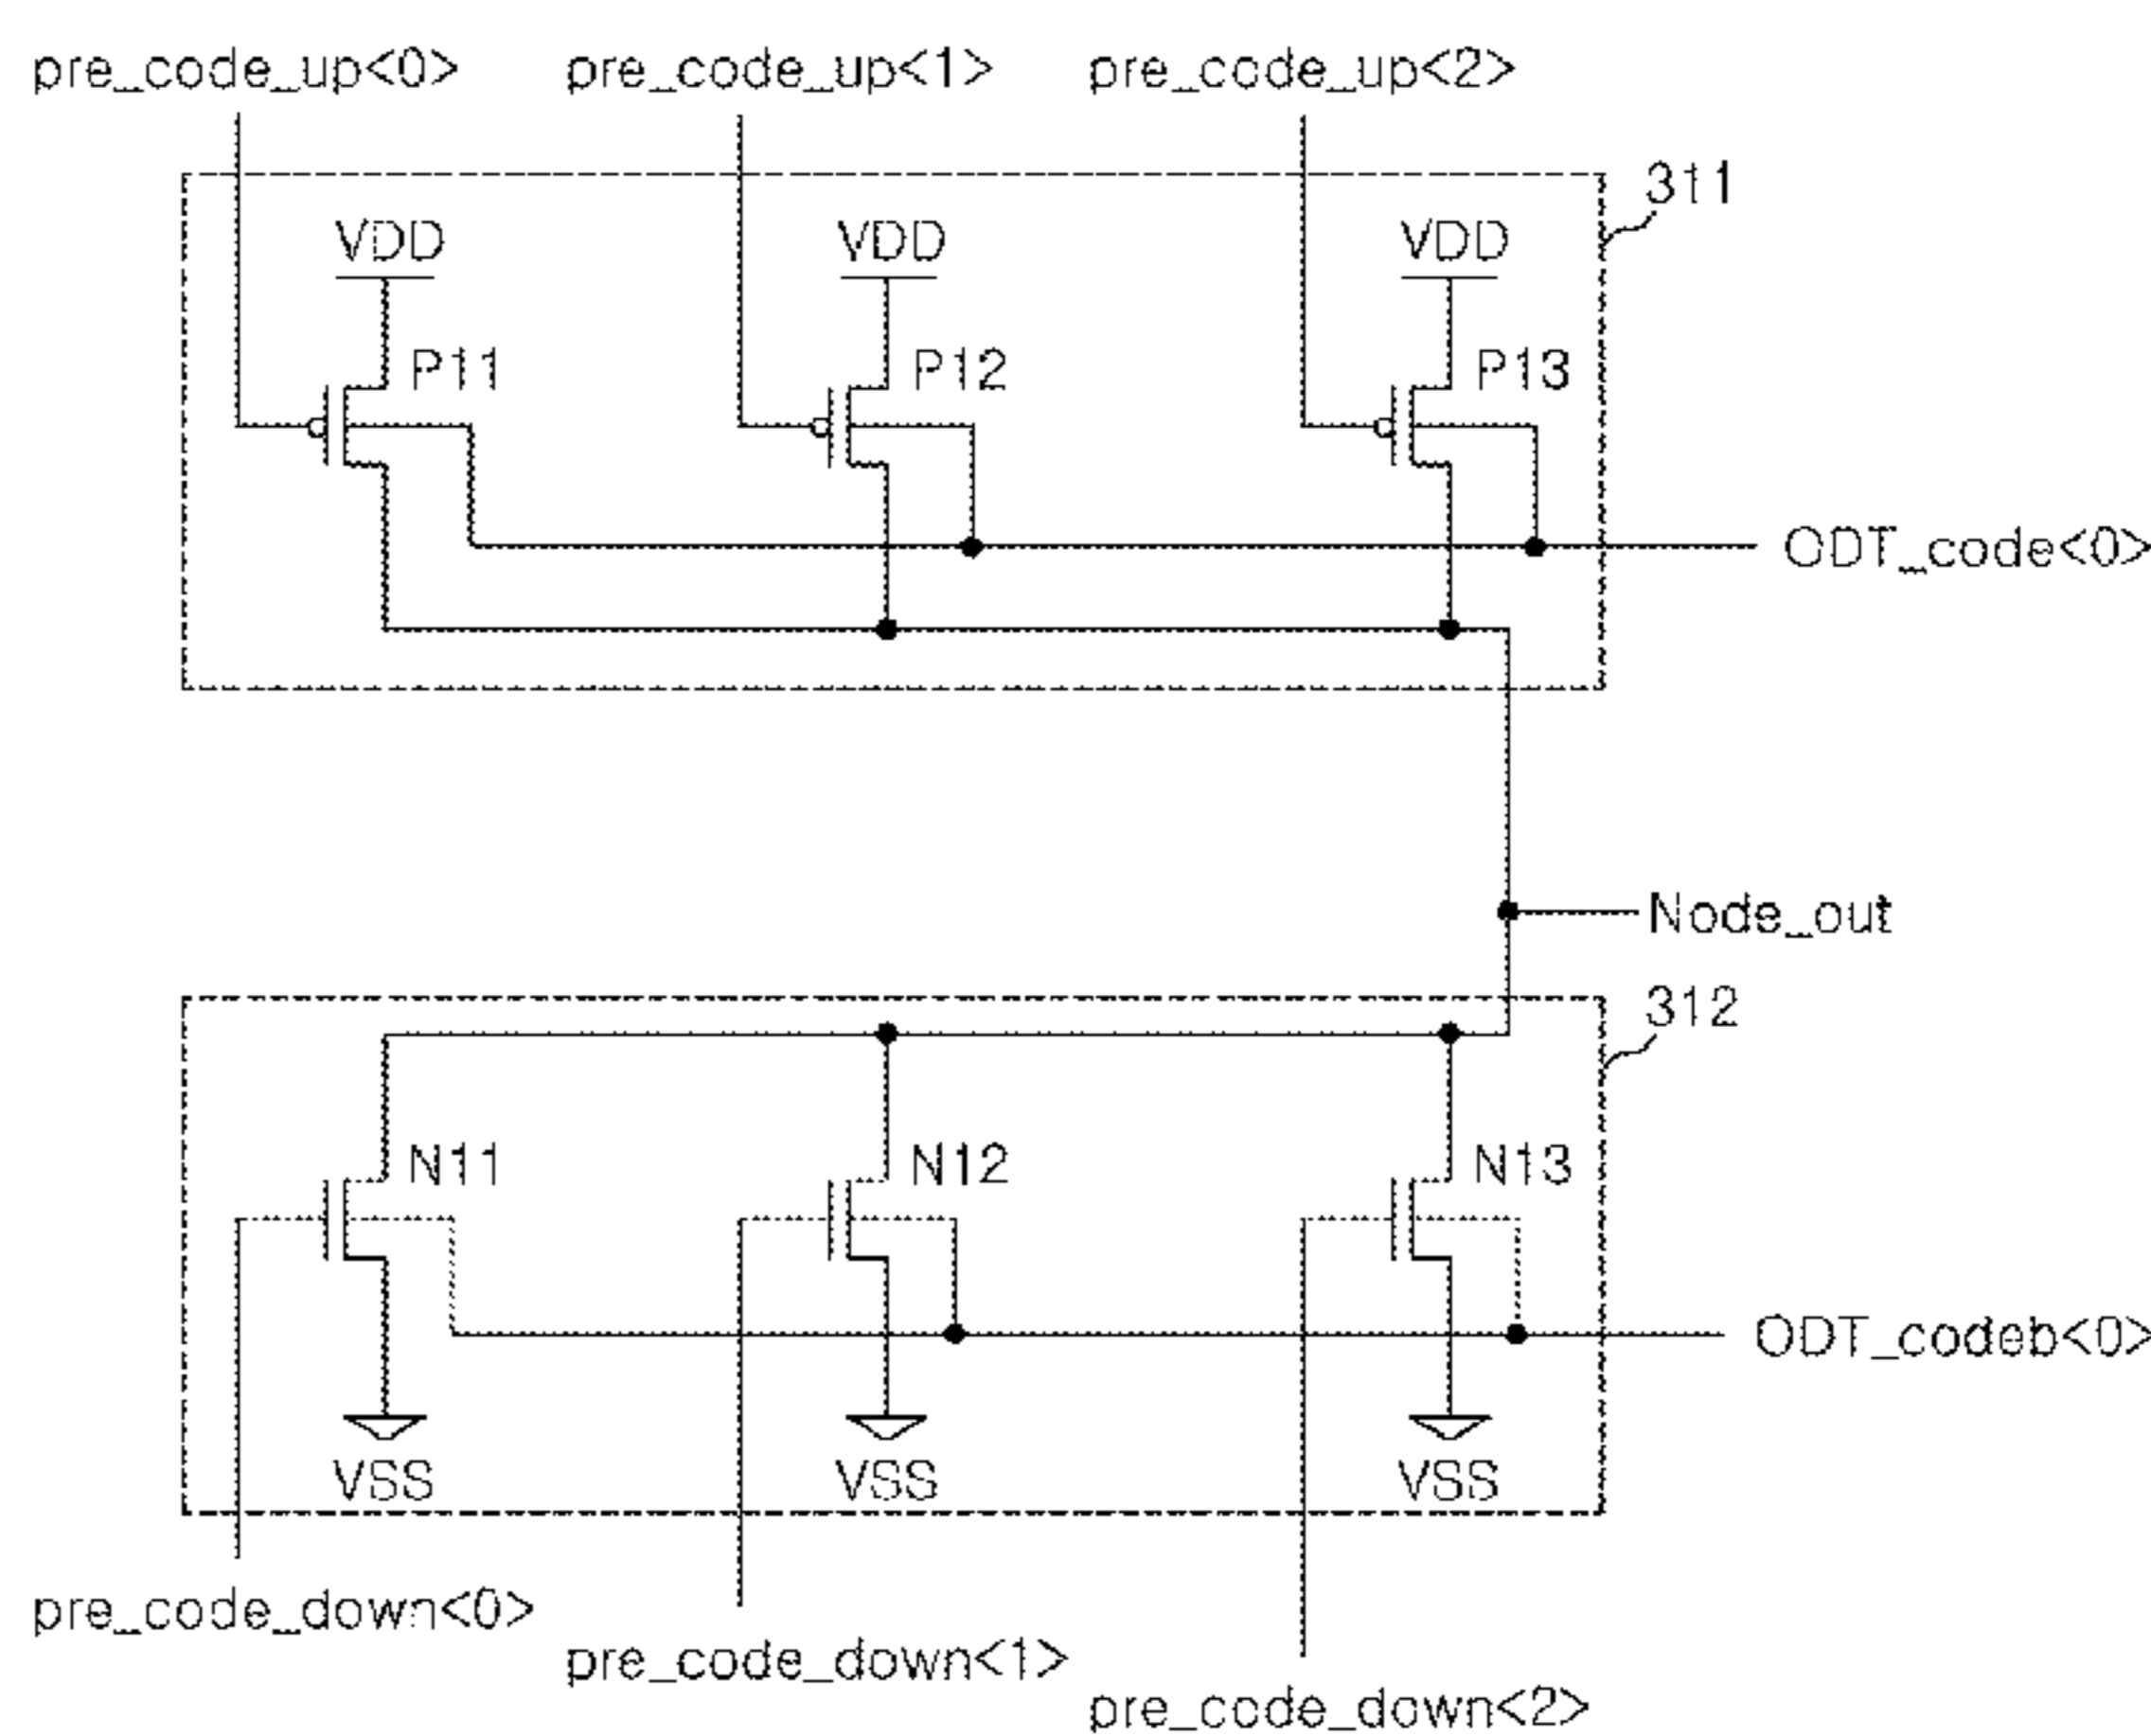 pre_code_up<0> pre_code_up<1> pre_code_up<2>
311
VDD VDD VDD
P11 P12 P13
ODT_code<0>
Node_out
312
N11 N12 N13
ODT_codeb<0>
VSS VSS VSS
pre_code_down<0>
pre_code_down<1>
pre_code_down<2>